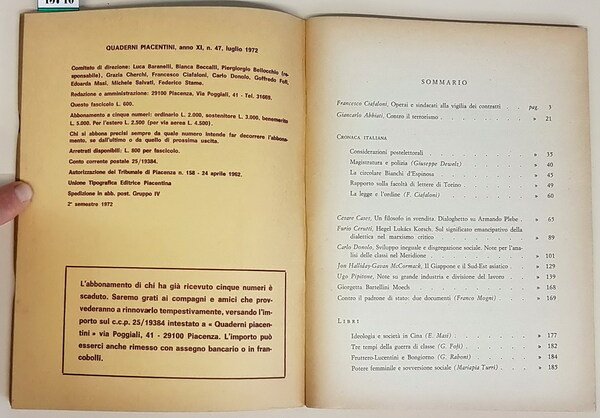 QUADERNI PIACENTINI, anno XI, n. 47, luglio 1972
Comitato di direzione: Luca Baranelli, Bianca Beccalli, Piergiorgio Bellocchio (re-
sponsabile), Grazia Cherchi, Francesco Ciafaloni, Carlo Donolo, Goffredo Fofi,
Edoarda Masi, Michele Salvati, Federico Stame.
Redazione e amministrazione: 29100 Piacenza, Via Poggiali, 41 - Tel. 31669.
Questo fascicolo L. 600.
Abbonamento a cinque numeri: ordinario L. 2.000, sostenitore L. 3.000, benemerito
L. 5.000. Per l'estero L. 2.500 (per via aerea L. 4.500).
Chi si abbona precisi sempre da quale numero intende far decorrere l'abbona-
mento, se dall'ultimo o da quello di prossima uscita.
Arretrati disponibili: L. 800 per fascicolo.
Conto corrente postale 25/19384.
Autorizzazione del Tribunale di Piacenza n. 158 - 24 aprile 1962.
Unione Tipografica Editrice Piacentina
Spedizione in abb. post. Gruppo IV
2° semestre 1972
L'abbonamento di chi ha già ricevuto cinque numeri è
scaduto. Saremo grati ai compagni e amici che prov-
vederanno a rinnovarlo tempestivamente, versando l'im-
porto sul c.c.p. 25/19384 intestato a « Quaderni piacen-
tini » via Poggiali, 41 - 29100 Piacenza. L'importo può
esserci anche rimesso con assegno bancario o in fran-
cobolli.
SOMMARIO
Francesco Ciafaloni, Operai e sindacati alla vigilia dei contratti . . pag. 3
Giancarlo Abbiati, Contro il terrorismo . . . . . . » 21
CRONACA ITALIANA
Considerazioni postelettorali . . . . . . » 35
Magistratura e polizia (Giuseppe Dewolt) . . . . » 40
La circolare Bianchi d'Espinosa . . . . . » 45
Rapporto sulla facoltà di lettere di Torino . . . . » 49
La legge e l'ordine (F. Ciafaloni) . . . . . » 60
Cesare Cases, Un filosofo in svendita. Dialoghetto su Armando Plebe . » 65
Furio Cerutti, Hegel Lukács Korsch. Sul significato emancipativo della
dialettica nel marxismo critico . . . . . » 89
Carlo Donolo, Sviluppo ineguale e disgregazione sociale. Note per l'ana-
lisi delle classi nel Meridione . . . . . » 101
Jon Halliday-Gavan McCormack, Il Giappone e il Sud-Est asiatico » 129
Ugo Pipitone, Note su grande industria e divisione del lavoro . » 139
Giorgetta Bartellini Moech . . . . . . » 168
Contro il padrone di stato: due documenti (Franco Mogni) . . » 169
LIBRI
Ideologia e società in Cina (E. Masi) . . . . » 177
Tre tempi della guerra di classe (G. Fofi) . . . » 182
Fruttero-Lucentini e Bongiorno (G. Raboni) . . . » 184
Potere femminile e sovversione sociale (Mariapia Turri) . . » 185